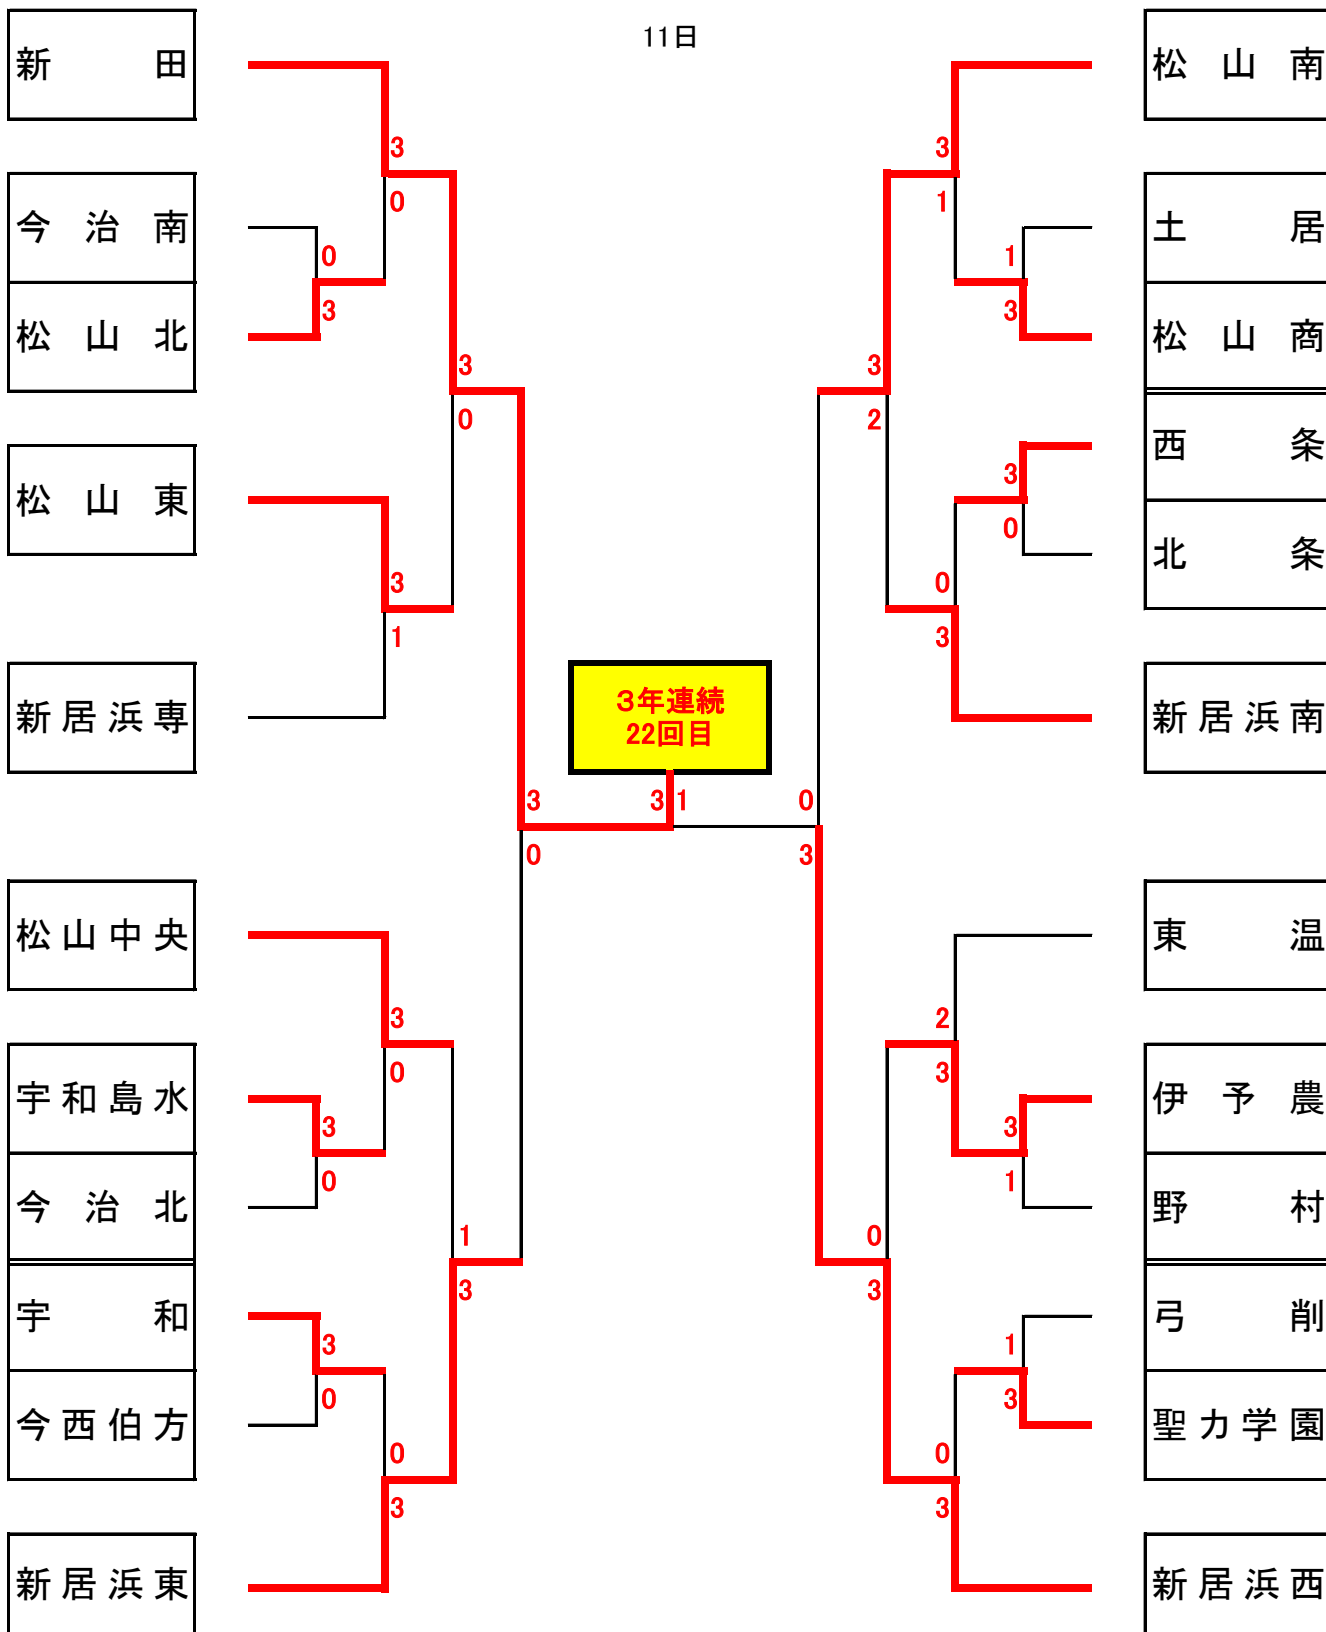 11日
新田
今治南
松山北
松山東
新居浜専
松山中央
宇和島水
今治北
宇和
今西伯方
新居浜東
3
0
0
3
3
0
3
1
3
0
3
0
3
0
1
3
3
0
0
3
３年連続
22回目
3 1
松山南
土居
松山商
西条
北条
新居浜南
東温
伊予農
野村
弓削
聖カ学園
新居浜西
3
1
1
3
3
2
3
0
0
3
0
3
2
3
3
1
0
3
1
3
0
3